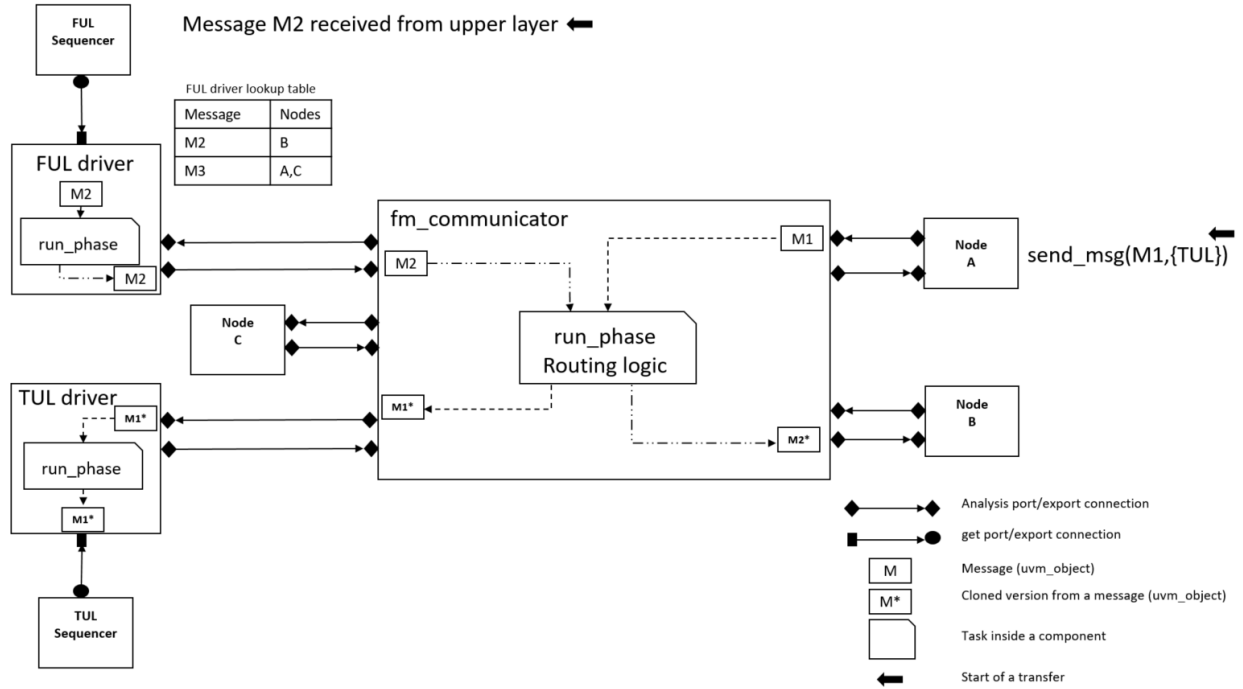 FUL
Sequencer
Message M2 received from upper layer
FUL driver lookup table
Message Nodes
M2 B
M3 A,C
FUL driver
M2
run_phase
M2
fm_communicator
M2
M1
Node
A
send_msg(M1,{TUL})
Node
C
run_phase
Routing logic
TUL driver
M1*
run_phase
M1*
M1*
M2*
Node
B
TUL
Sequencer
Analysis port/export connection
get port/export connection
M Message (uvm_object)
M* Cloned version from a message (uvm_object)
Task inside a component
Start of a transfer